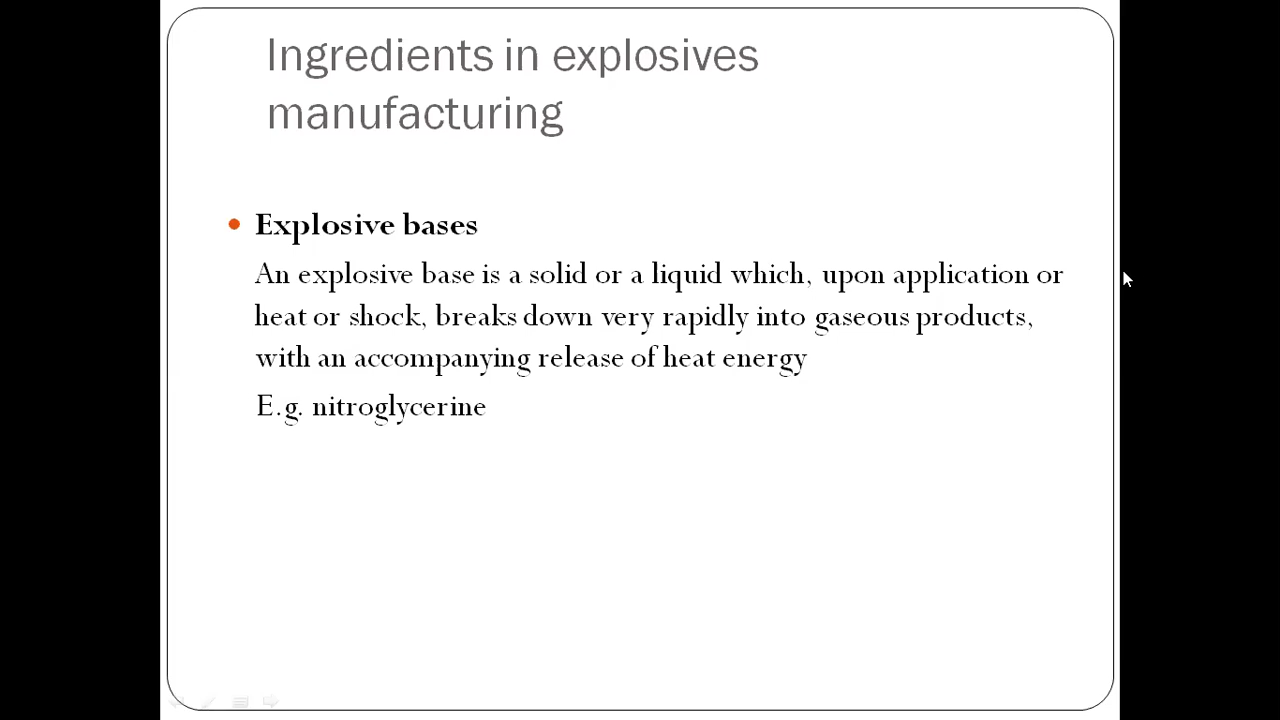 Ingredients in explosives
manufacturing
Explosive bases
An explosive base is a solid or a liquid which, upon application or
heat or shock, breaks down very rapidly into gaseous products,
with an accompanying release of heat energy
E.g. nitroglycerine